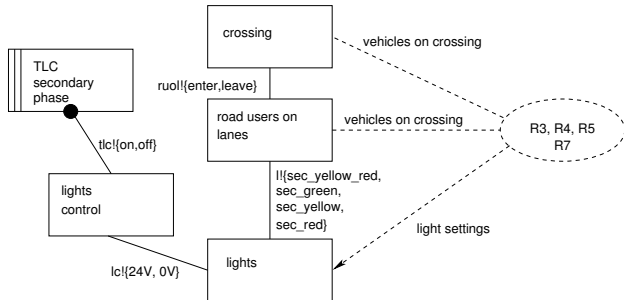 crossing
vehicles on crossing
TLC
secondary
phase
ruol!{enter,leave}
road users on
lanes
vehicles on crossing
R3, R4, R5
R7
tlc!{on,off}
l!{sec_yellow_red,
sec_green,
sec_yellow,
sec_red}
lights
control
light settings
lights
lc!{24V, 0V}